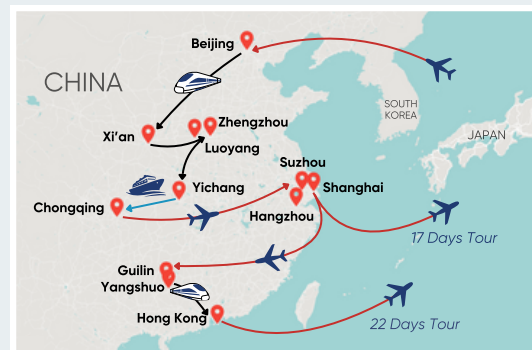 Beijing
CHINA
SOUTH
KOREA
JAPAN
Zhengzhou
Xi'an
Luoyang
Suzhou
Yichang
Shanghai
Chongqing
Hangzhou
17 Days Tour
Guilin
Yangshuo
Hong Kong
22 Days Tour